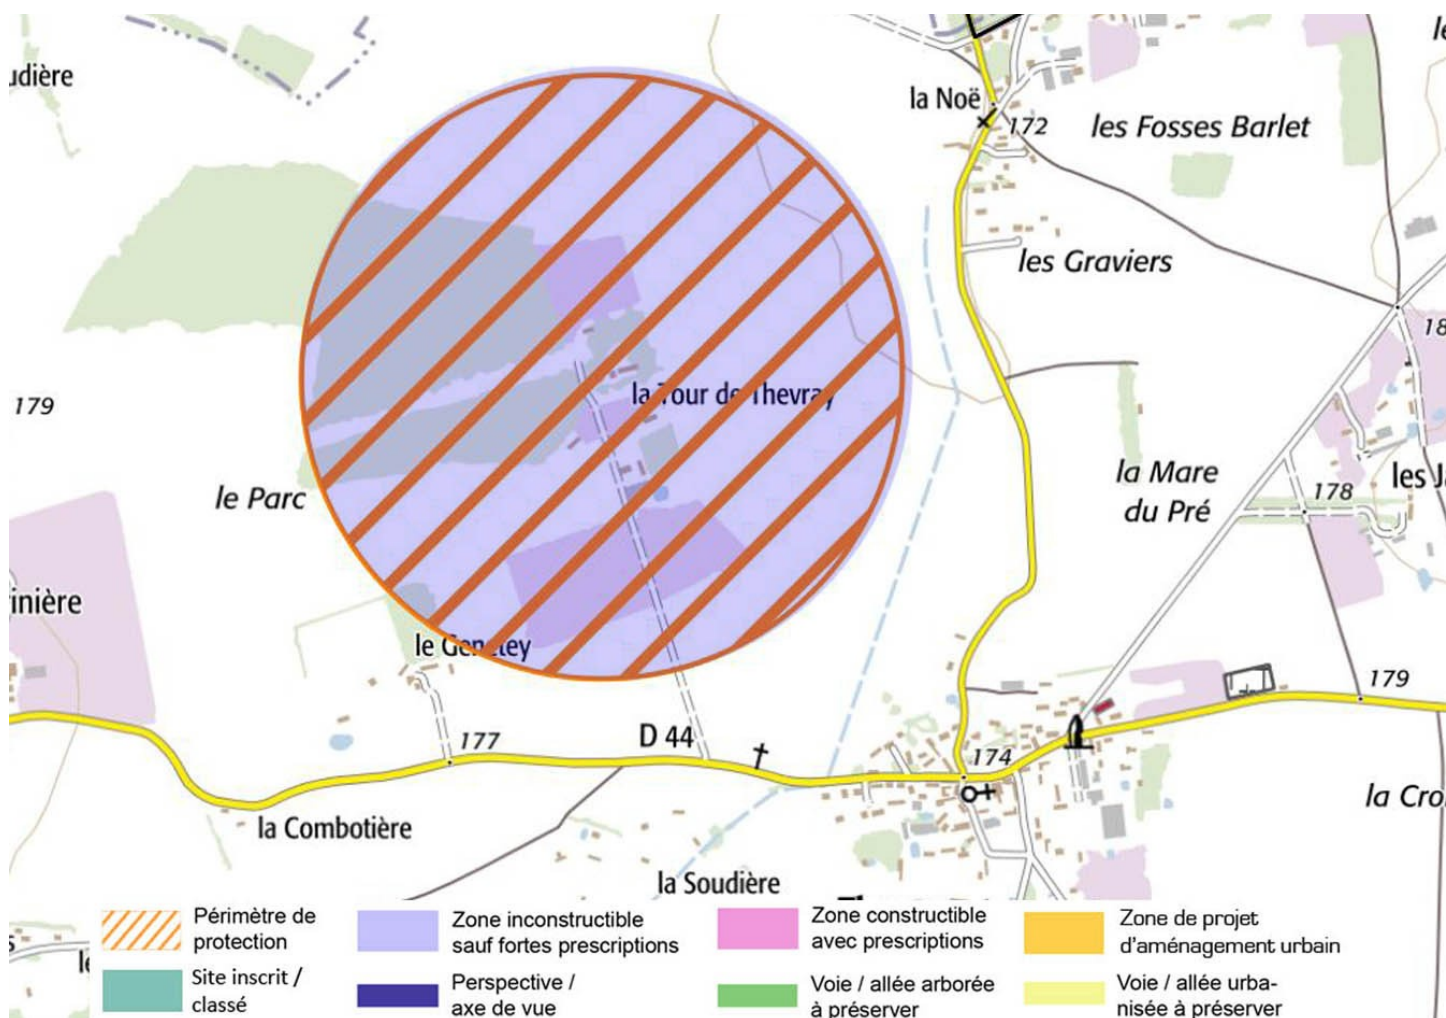 la Noë
172
les Fosses Barlet
les Graviers
179
la Tour de Thevray
la Mare
du Pré
178
le Parc
le Genetey
D 44
177
174
179
la Combotière
la Soudière
Périmètre de
protection
Zone inconstructible
sauf fortes prescriptions
Zone constructible
avec prescriptions
Zone de projet
d'aménagement urbain
Site inscrit /
classé
Perspective /
axe de vue
Voie / allée arborée
à préserver
Voie / allée urba-
nisée à préserver